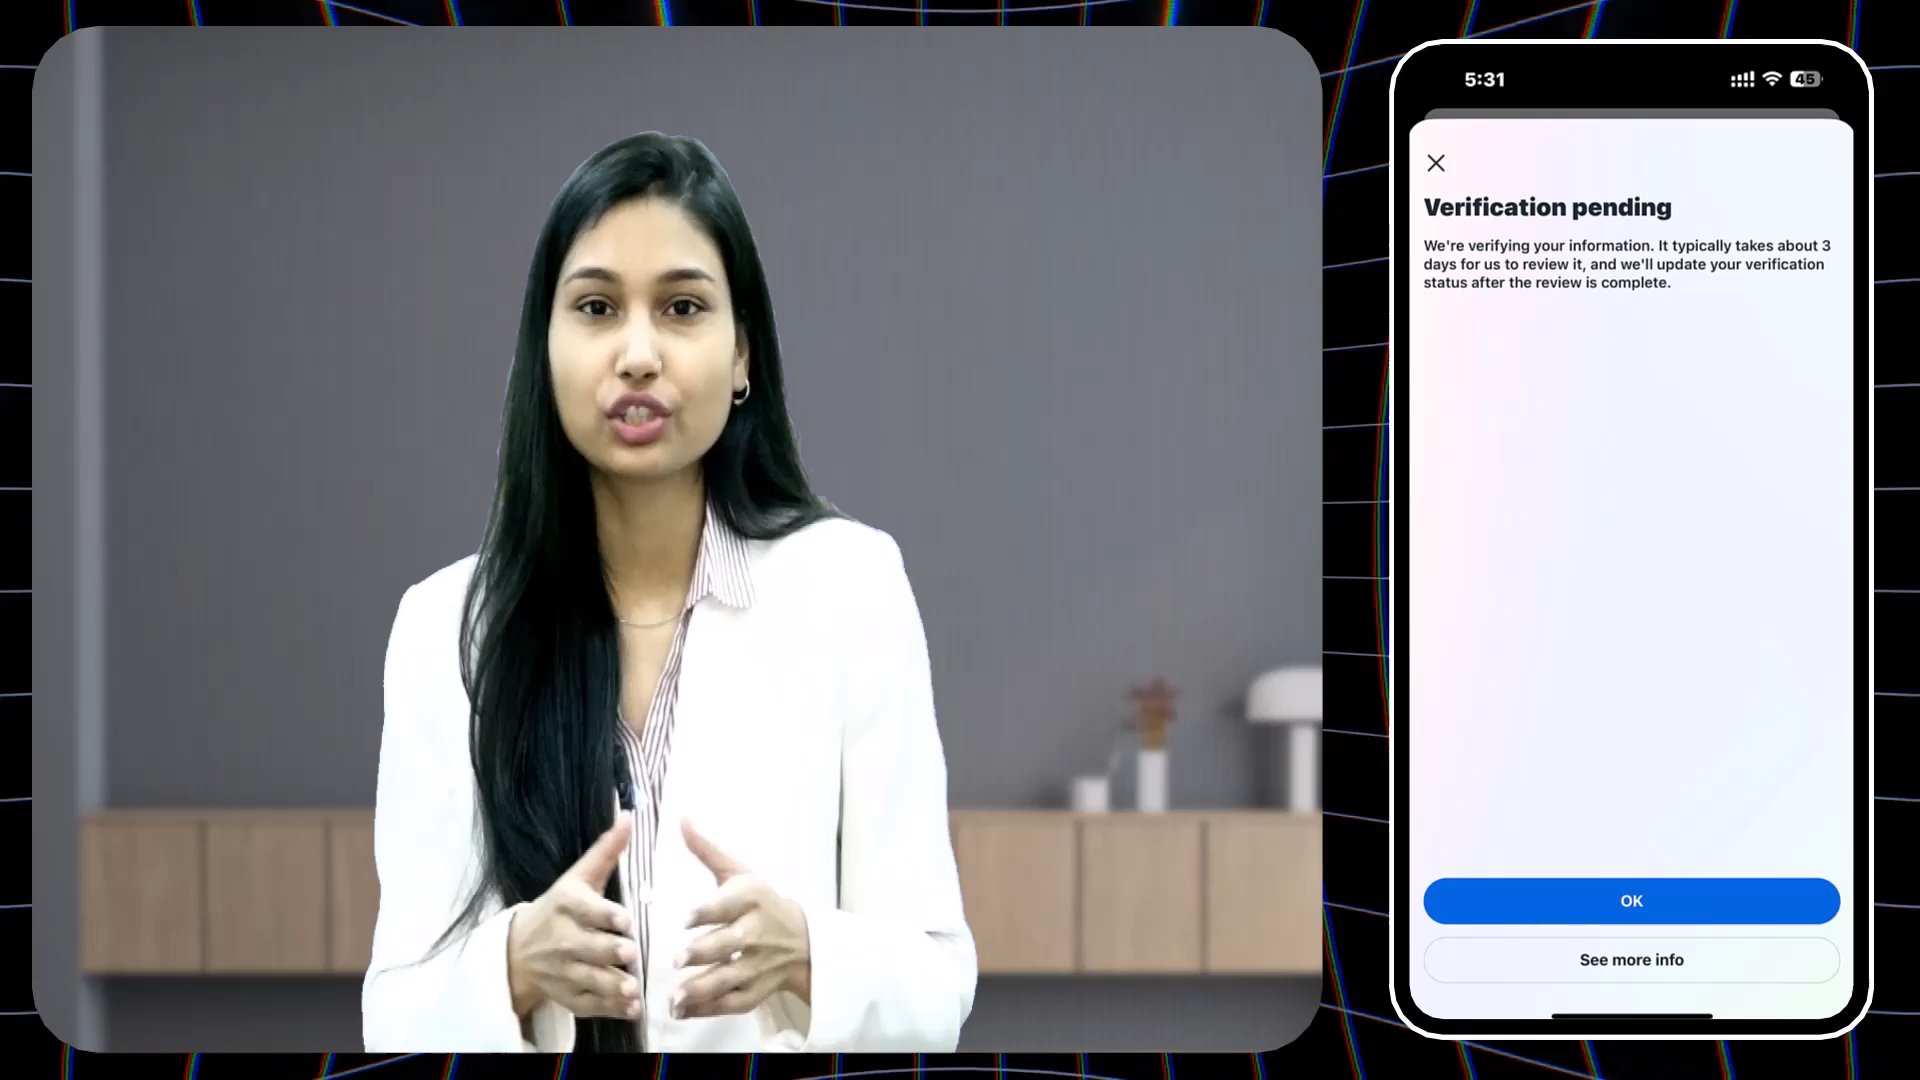 5:31
45
Verification pending
We're verifying your information. It typically takes about 3
days for us to review it, and we'll update your verification
status after the review is complete.
OK
See more info